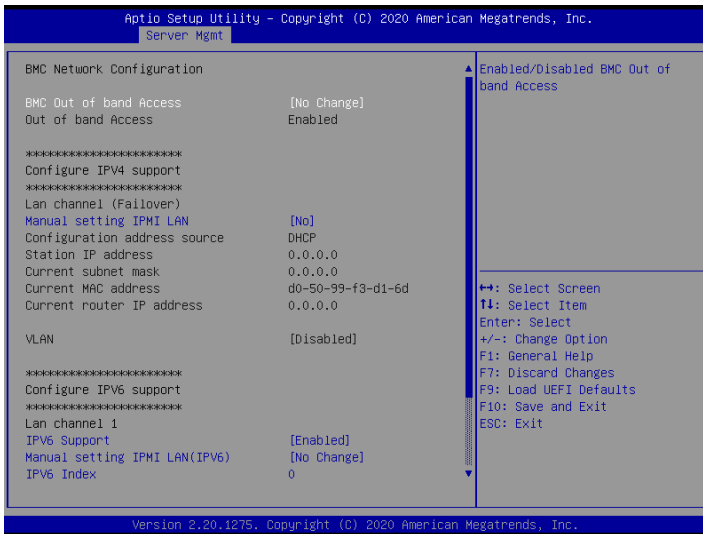 Aptio Setup Utility – Copyright (C) 2020 American Megatrends, Inc.
Server Mgmt
BMC Network Configuration
BMC Out of band Access [No Change]
Out of band Access Enabled
***********************
Configure IPV4 support
***********************
Lan channel (Failover)
Manual setting IPMI LAN [No]
Configuration address source DHCP
Station IP address 0.0.0.0
Current subnet mask 0.0.0.0
Current MAC address d0-50-99-f3-d1-6d
Current router IP address 0.0.0.0
VLAN [Disabled]
***********************
Configure IPV6 support
***********************
Lan channel 1
IPV6 Support [Enabled]
Manual setting IPMI LAN(IPV6) [No Change]
IPV6 Index 0
Enabled/Disabled BMC Out of
band Access
↔: Select Screen
↑↓: Select Item
Enter: Select
+/-: Change Option
F1: General Help
F7: Discard Changes
F9: Load UEFI Defaults
F10: Save and Exit
ESC: Exit
Version 2.20.1275. Copyright (C) 2020 American Megatrends, Inc.